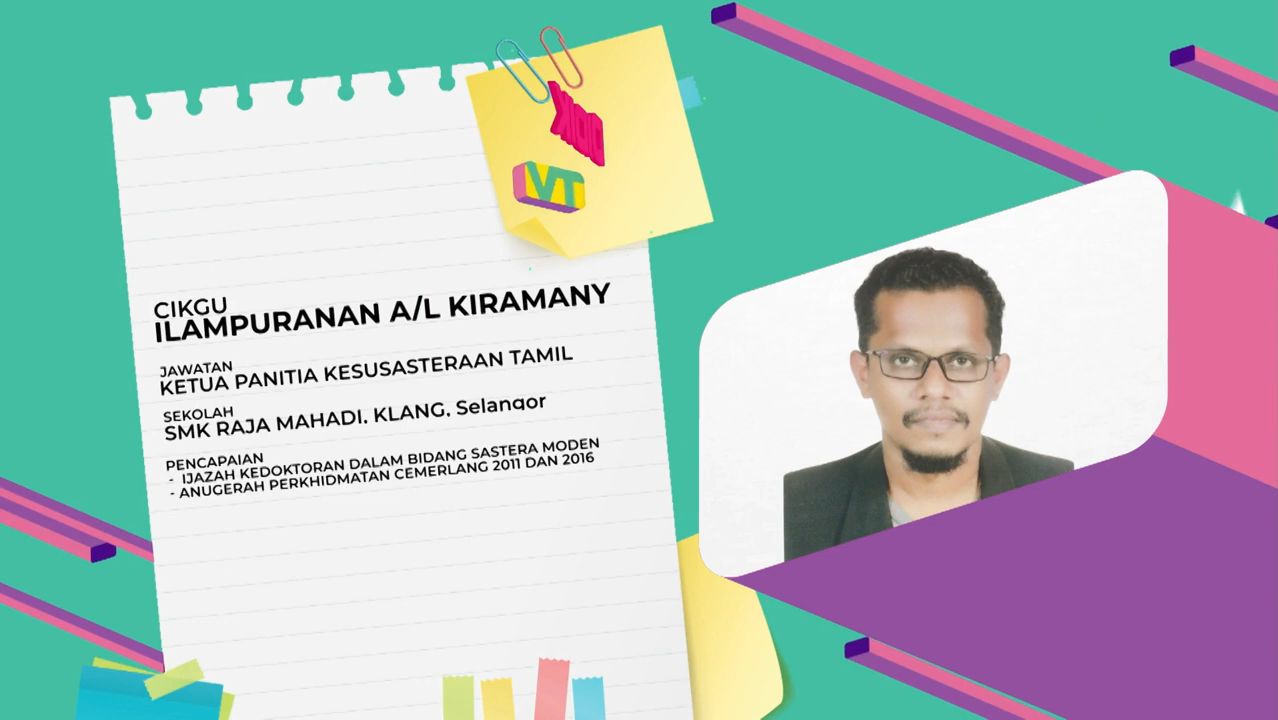 TV
CIKGU
ILAMPURANAN A/L KIRAMANY
JAWATAN
KETUA PANITIA KESUSASTERAAN TAMIL
SEKOLAH
SMK RAJA MAHADI, KLANG, Selangor
PENCAPAIAN
- IJAZAH KEDOKTORAN DALAM BIDANG SASTERA MODEN
- ANUGERAH PERKHIDMATAN CEMERLANG 2011 DAN 2016